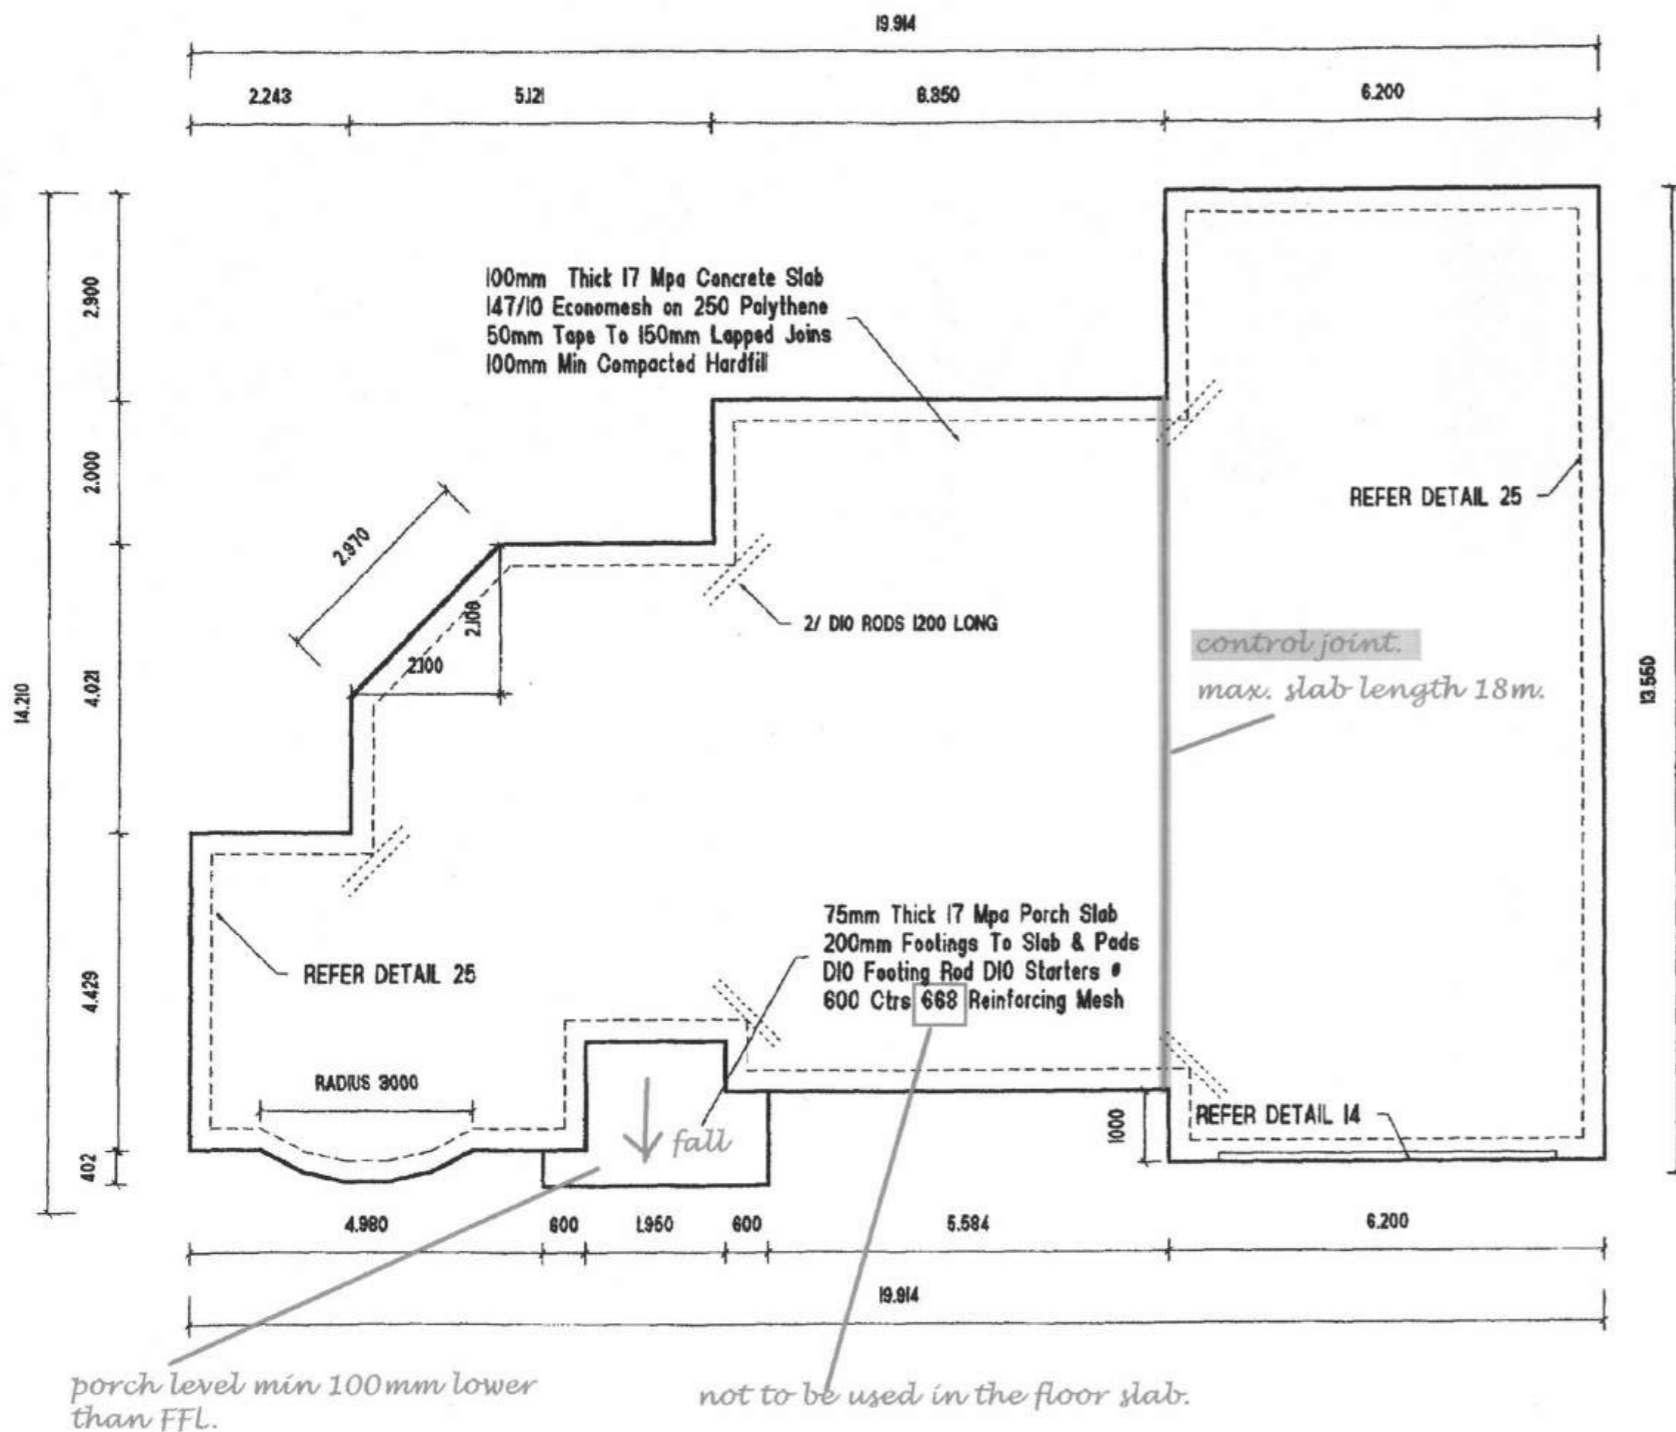 19.914
2.243
5.121
6.350
6.200
2.900
100mm Thick 17 Mpa Concrete Slab
147/10 Economesh on 250 Polythene
50mm Tape To 150mm Lapped Joins
100mm Min Compacted Hardfill
2.000
REFER DETAIL 25
2.970
2.100
2/ D10 RODS 1200 LONG
control joint.
2.100
4.021
max. slab length 18m.
13.550
14.210
75mm Thick 17 Mpa Porch Slab
200mm Footings To Slab & Pads
REFER DETAIL 25
D10 Footing Rod D10 Starters @
4.429
600 Ctrs 668 Reinforcing Mesh
RADIUS 3000
1000
REFER DETAIL 14
fall
402
4.980
600
1.950
600
5.584
6.200
19.914
porch level min 100mm lower
than FFL.
not to be used in the floor slab.